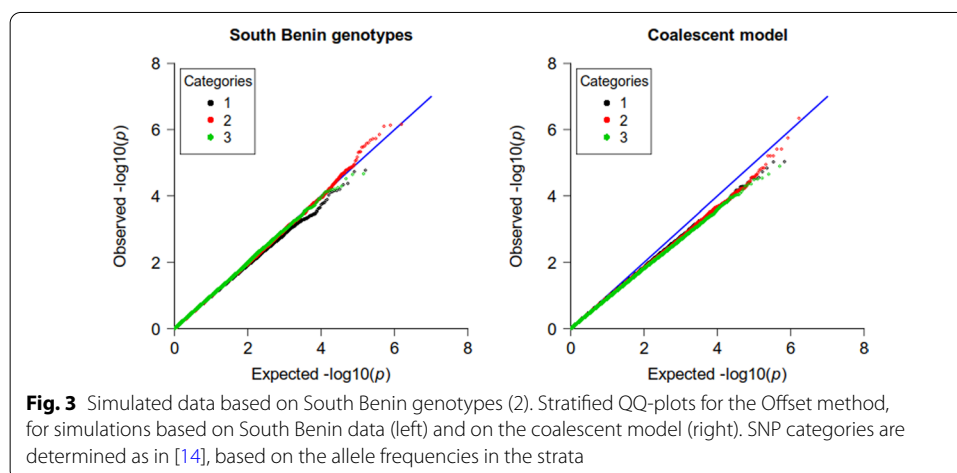 South Benin genotypes
Coalescent model
8
6
4
2
0
Observed -log10(p)
Categories
1
2
3
0 2 4 6 8
Expected -log10(p)
8
6
4
2
0
Observed -log10(p)
Categories
1
2
3
0 2 4 6 8
Expected -log10(p)
Fig. 3 Simulated data based on South Benin genotypes (2). Stratified QQ-plots for the Offset method,
for simulations based on South Benin data (left) and on the coalescent model (right). SNP categories are
determined as in [14], based on the allele frequencies in the strata